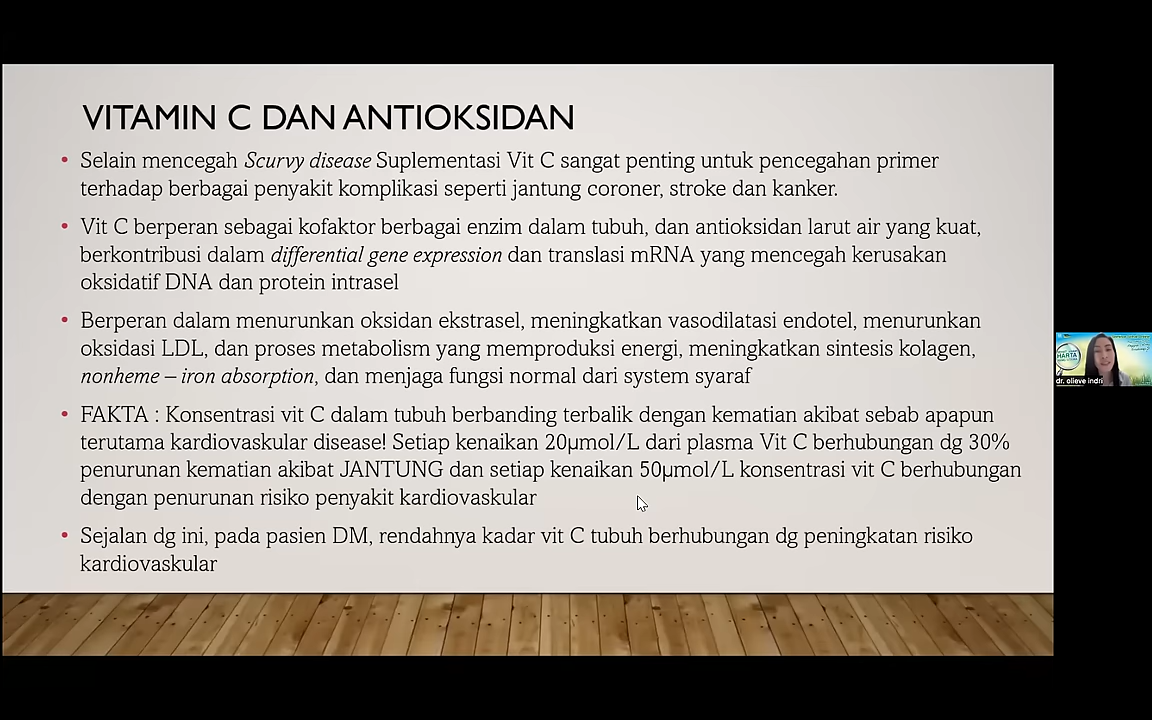 VITAMIN C DAN ANTIOKSIDAN
• Selain mencegah Scurvy disease Suplementasi Vit C sangat penting untuk pencegahan primer
terhadap berbagai penyakit komplikasi seperti jantung coroner, stroke dan kanker.
• Vit C berperan sebagai kofaktor berbagai enzim dalam tubuh, dan antioksidan larut air yang kuat,
berkontribusi dalam differential gene expression dan translasi mRNA yang mencegah kerusakan
oksidatif DNA dan protein intrasel
• Berperan dalam menurunkan oksidan ekstrasel, meningkatkan vasodilatasi endotel, menurunkan
oksidasi LDL, dan proses metabolism yang memproduksi energi, meningkatkan sintesis kolagen,
nonheme – iron absorption, dan menjaga fungsi normal dari system syaraf
• FAKTA : Konsentrasi vit C dalam tubuh berbanding terbalik dengan kematian akibat sebab apapun
terutama kardiovaskular disease! Setiap kenaikan 20µmol/L dari plasma Vit C berhubungan dg 30%
penurunan kematian akibat JANTUNG dan setiap kenaikan 50µmol/L konsentrasi vit C berhubungan
dengan penurunan risiko penyakit kardiovaskular
• Sejalan dg ini, pada pasien DM, rendahnya kadar vit C tubuh berhubungan dg peningkatan risiko
kardiovaskular
HARTA
dr. olieve indri